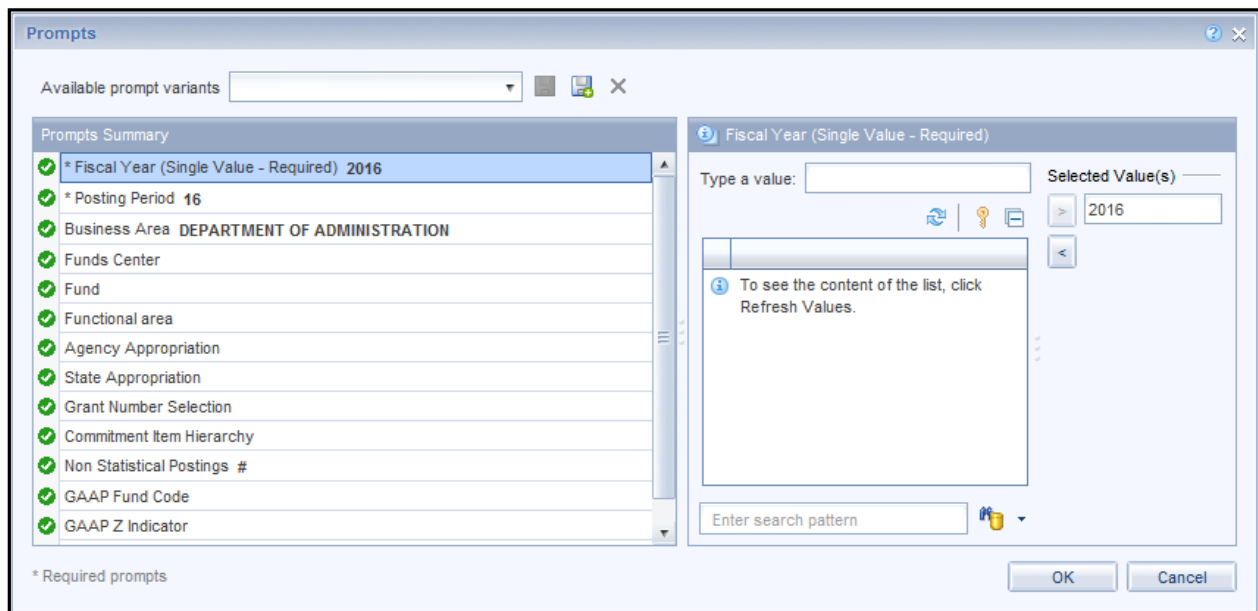 Prompts
Available prompt variants
Prompts Summary
* Fiscal Year (Single Value - Required) 2016
* Posting Period 16
Business Area DEPARTMENT OF ADMINISTRATION
Funds Center
Fund
Functional area
Agency Appropriation
State Appropriation
Grant Number Selection
Commitment Item Hierarchy
Non Statistical Postings #
GAAP Fund Code
GAAP Z Indicator
* Required prompts
Fiscal Year (Single Value - Required)
Type a value:
Selected Value(s)
>
2016
<
To see the content of the list, click
Refresh Values.
Enter search pattern
OK
Cancel